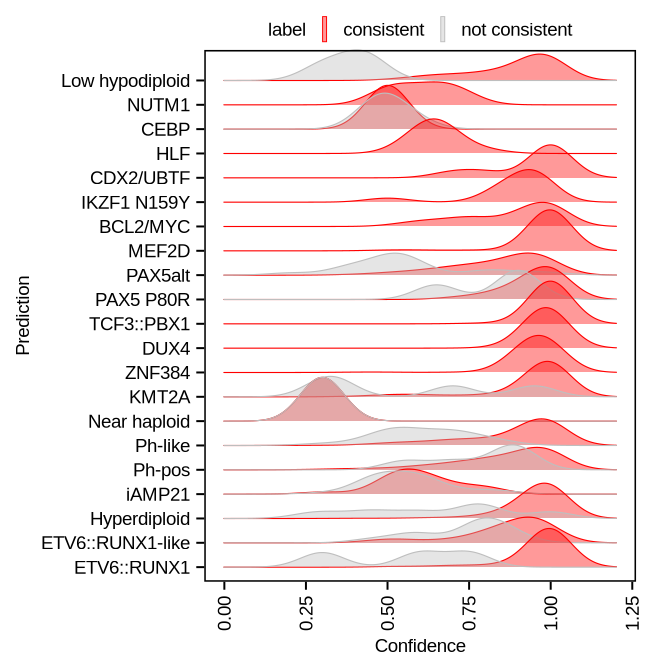 label consistent not consistent
Low hypodiploid
NUTM1
CEBP
HLF
CDX2/UBTF
IKZF1 N159Y
BCL2/MYC
MEF2D
PAX5alt
PAX5 P80R
TCF3::PBX1
DUX4
ZNF384
KMT2A
Near haploid
Ph-like
Ph-pos
iAMP21
Hyperdiploid
ETV6::RUNX1-like
ETV6::RUNX1
Prediction
0.00 0.25 0.50 0.75 1.00 1.25
Confidence